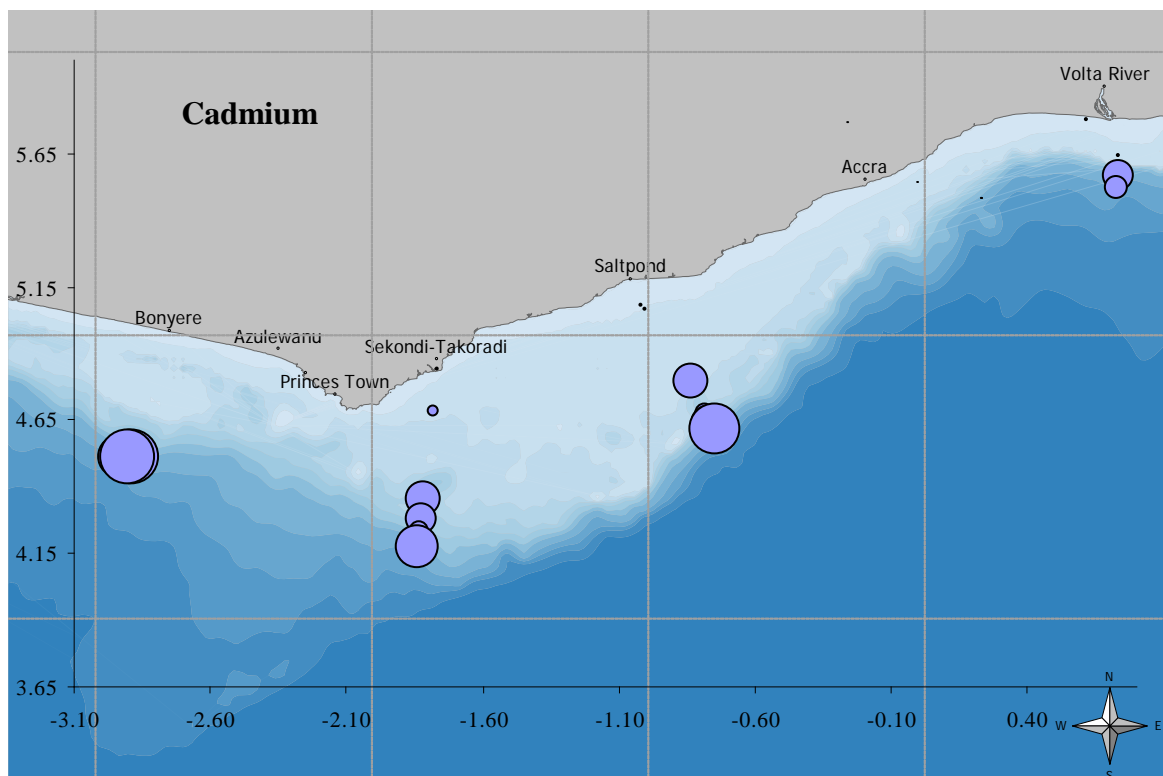 Volta River
Cadmium
5.65
Accra
Saltpond
5.15
Bonyere
Azulewanu
Sekondi-Takoradi
Princes Town
4.65
4.15
3.65
N
-3.10 -2.60 -2.10 -1.60 -1.10 -0.60 -0.10 0.40
W E
S